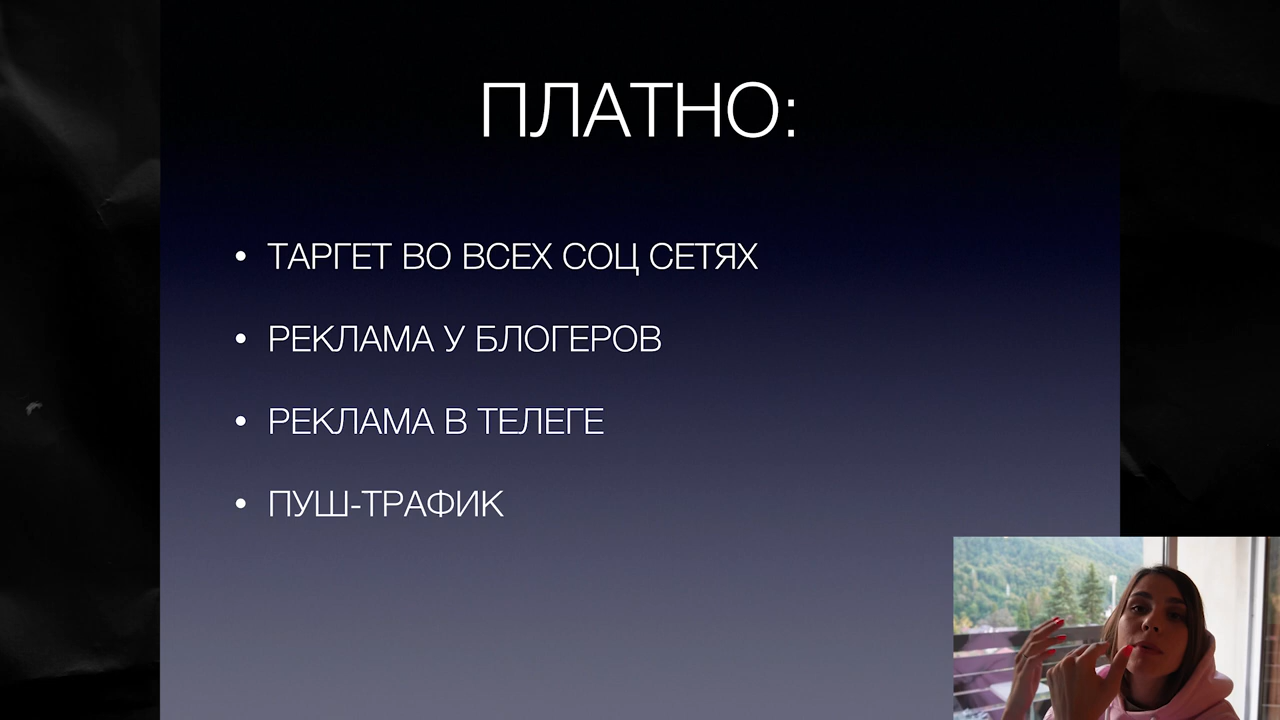 ПЛАТНО:
• ТАРГЕТ ВО ВСЕХ СОЦ СЕТЯХ
• РЕКЛАМА У БЛОГЕРОВ
• РЕКЛАМА В ТЕЛЕГЕ
• ПУШ-ТРАФИК